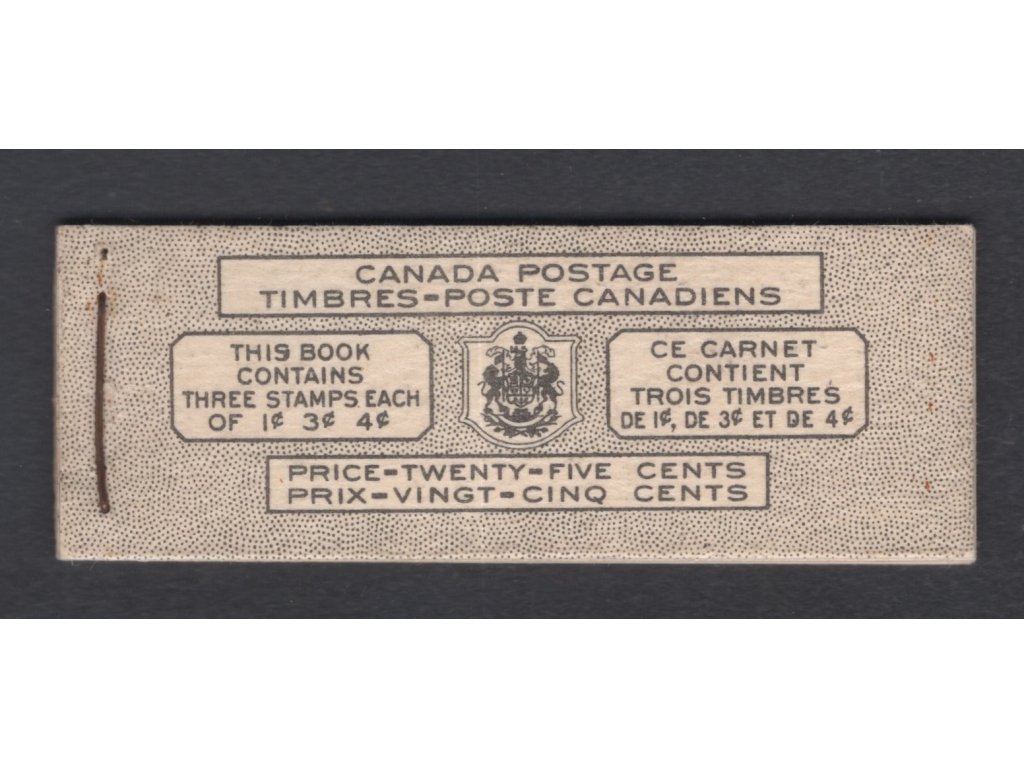 CANADA POSTAGE
TIMBRES-POSTE CANADIENS
THIS BOOK
CONTAINS
THREE STAMPS EACH
OF 1¢ 3¢ 4¢
CE CARNET
CONTIENT
TROIS TIMBRES
DE 1¢, DE 3¢ ET DE 4¢
PRICE-TWENTY-FIVE CENTS
PRIX-VINGT-CINQ CENTS